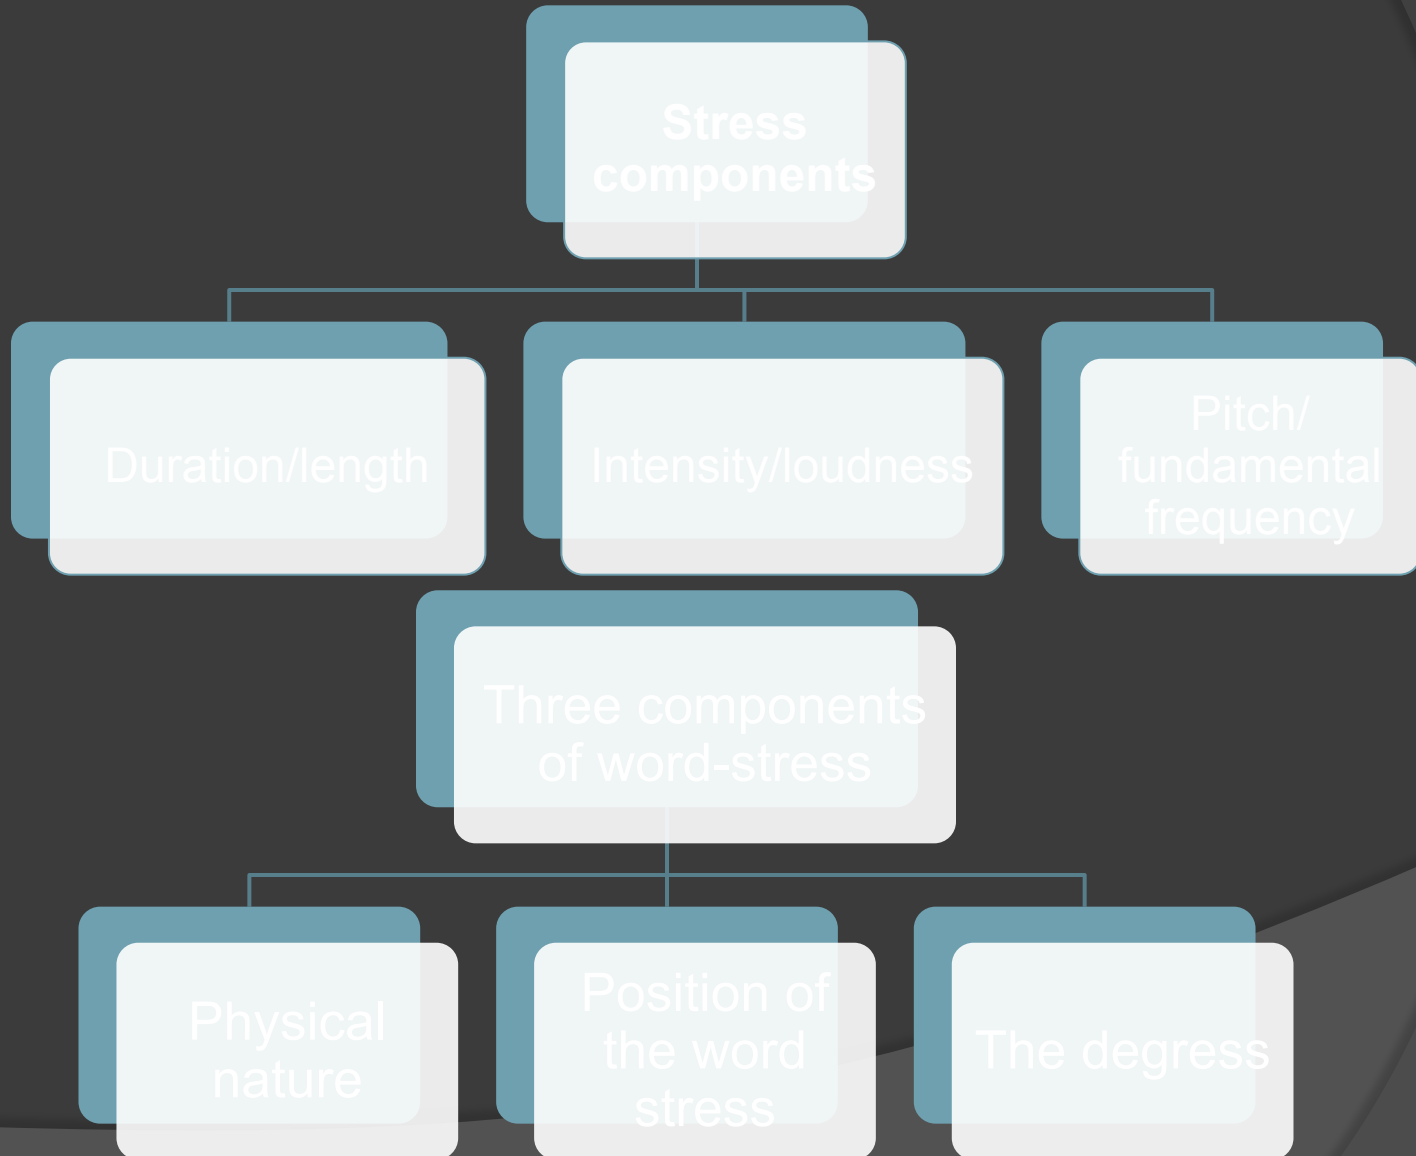 Stress
components
Duration/length
Intensity/loudness
Pitch/
fundamental
frequency
Three components
of word-stress
Physical
nature
Position of
the word
stress
The degress